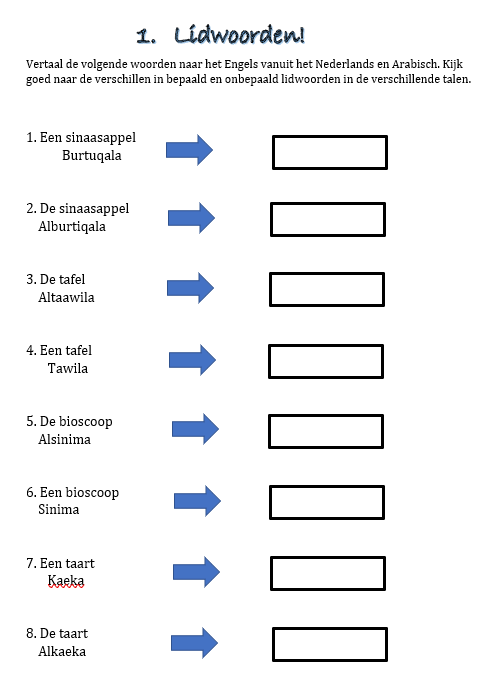 1. Lidwoorden!
Vertaal de volgende woorden naar het Engels vanuit het Nederlands en Arabisch. Kijk
goed naar de verschillen in bepaald en onbepaald lidwoorden in de verschillende talen.
1. Een sinaasappel
Burtuqala
2. De sinaasappel
Alburtiqala
3. De tafel
Altaawila
4. Een tafel
Tawila
5. De bioscoop
Alsinima
6. Een bioscoop
Sinima
7. Een taart
Kaeka
8. De taart
Alkaeka